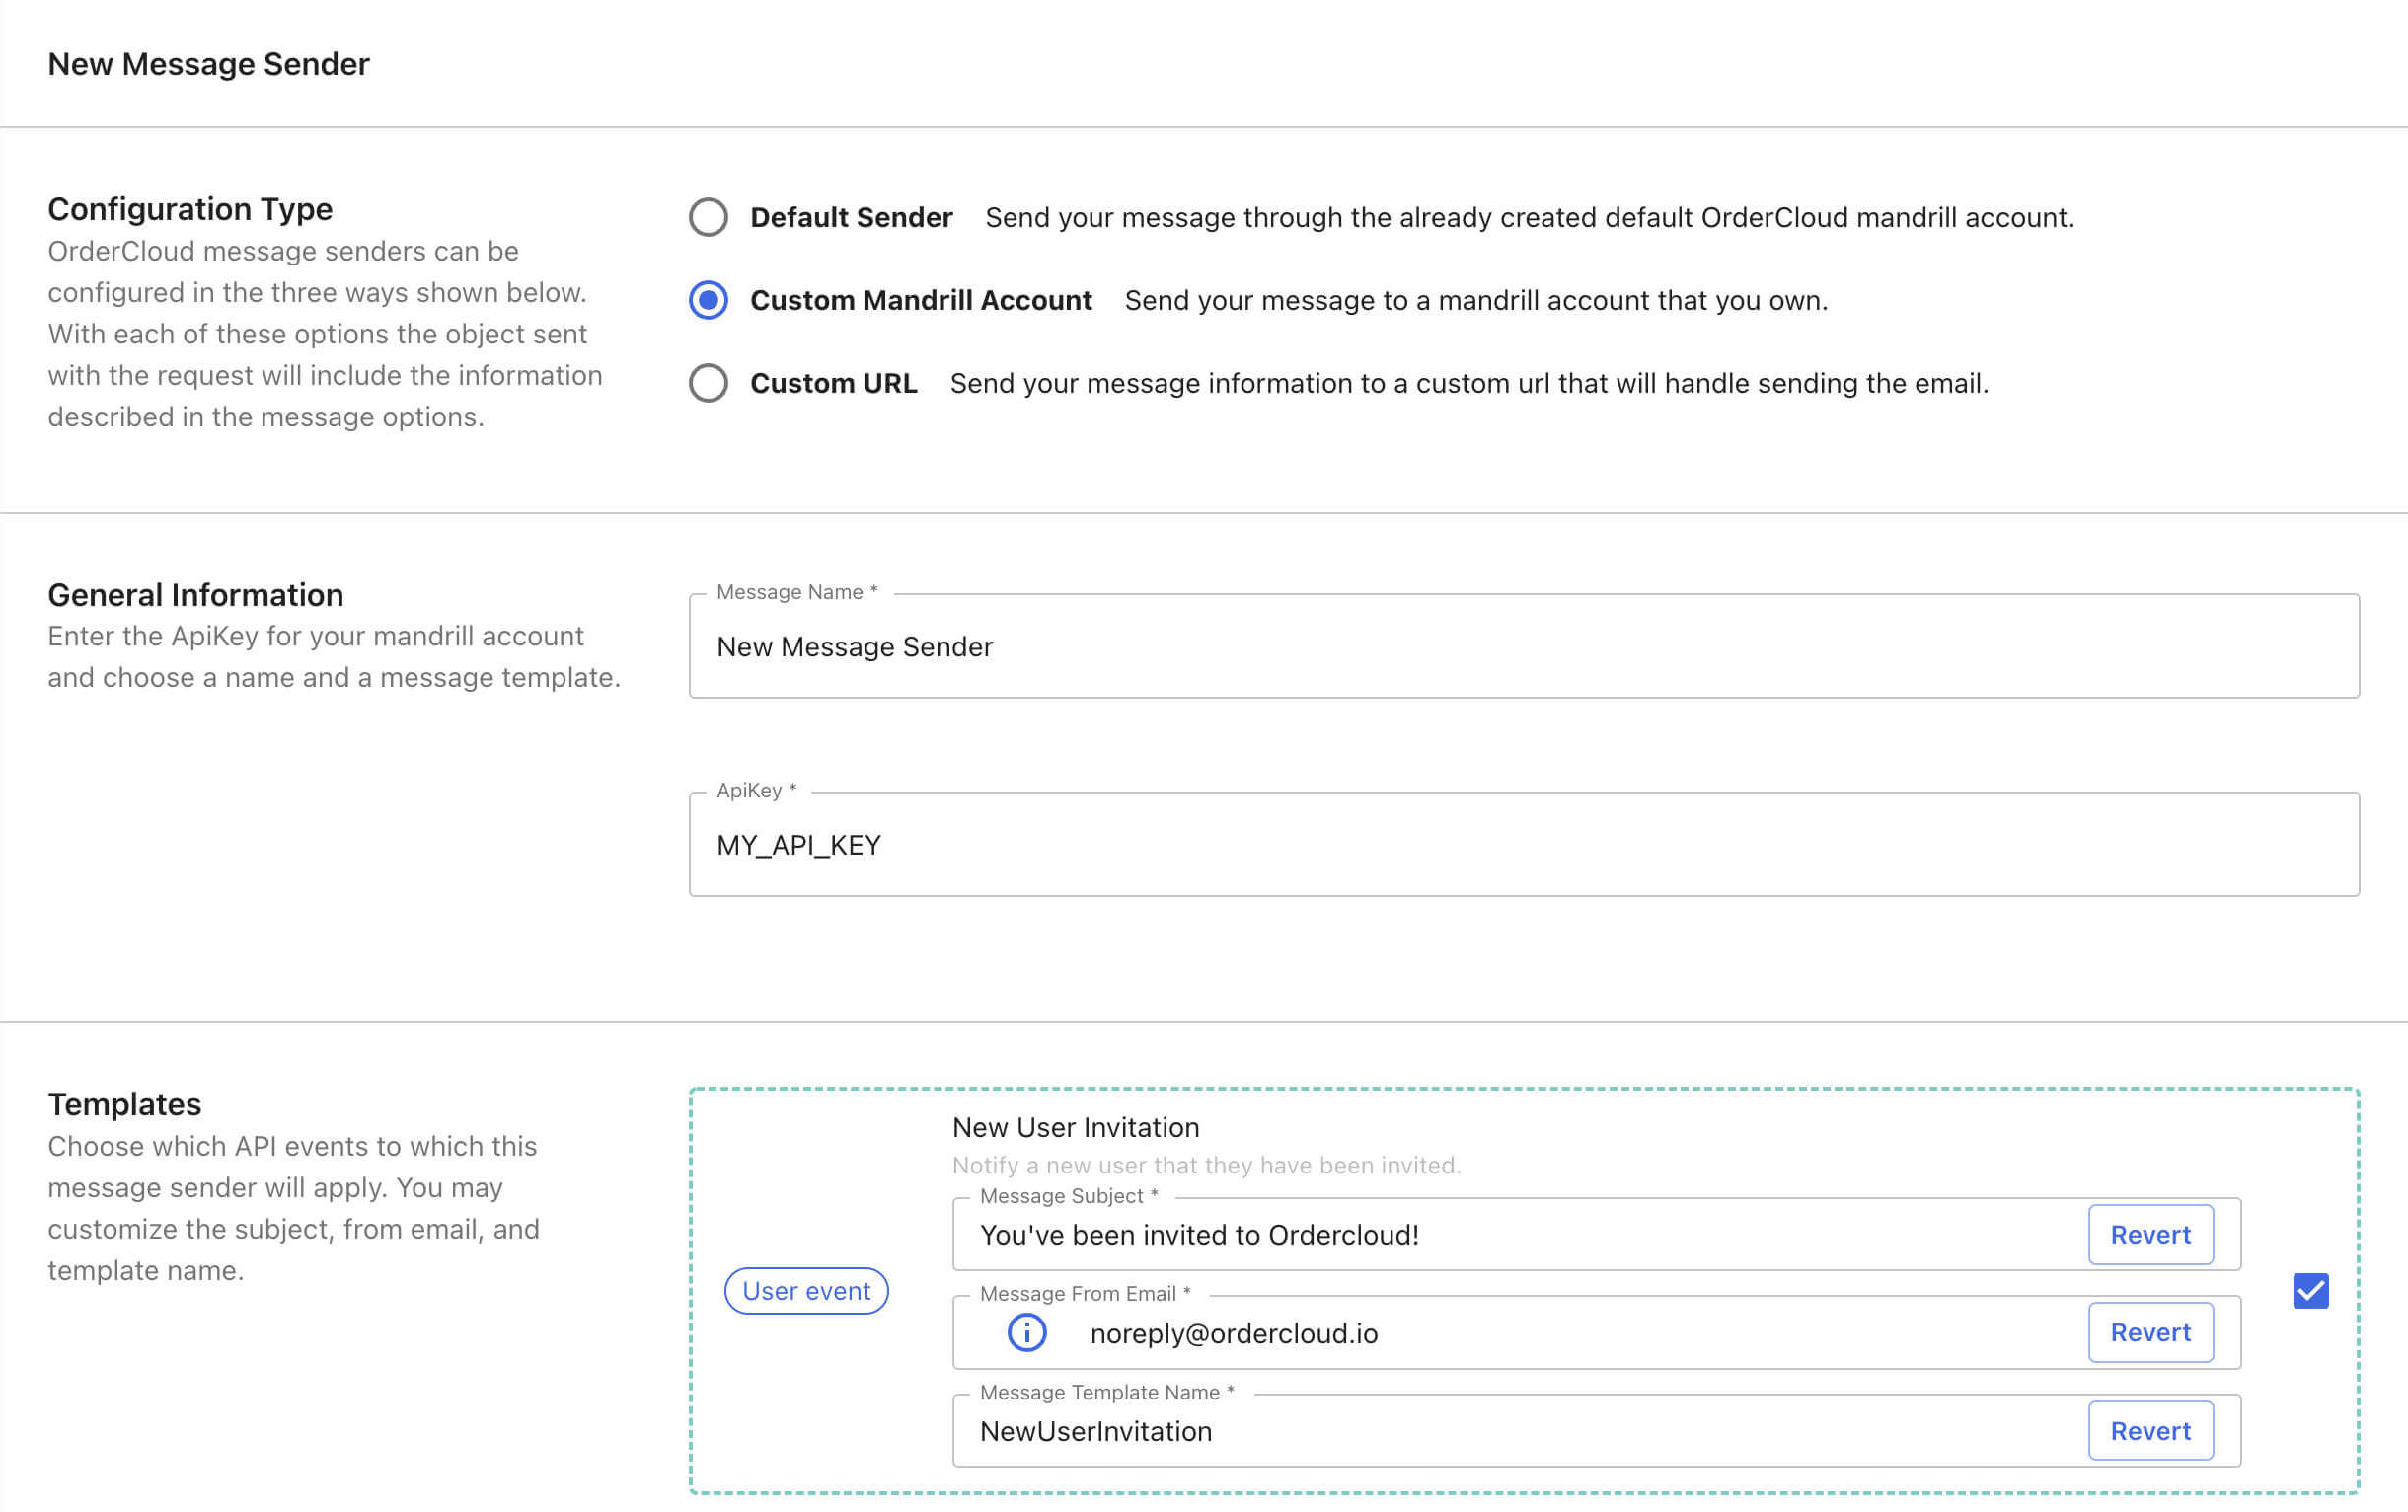 New Message Sender
Configuration Type
OrderCloud message senders can be
configured in the three ways shown below.
With each of these options the object sent
with the request will include the information
described in the message options.
Default Sender Send your message through the already created default OrderCloud mandrill account.
Custom Mandrill Account Send your message to a mandrill account that you own.
Custom URL Send your message information to a custom url that will handle sending the email.
General Information
Enter the ApiKey for your mandrill account
and choose a name and a message template.
Message Name *
New Message Sender
ApiKey *
MY_API_KEY
Templates
Choose which API events to which this
message sender will apply. You may
customize the subject, from email, and
template name.
User event
New User Invitation
Notify a new user that they have been invited.
Message Subject *
You've been invited to Ordercloud! Revert
Message From Email *
noreply@ordercloud.io Revert
Message Template Name *
NewUserInvitation Revert